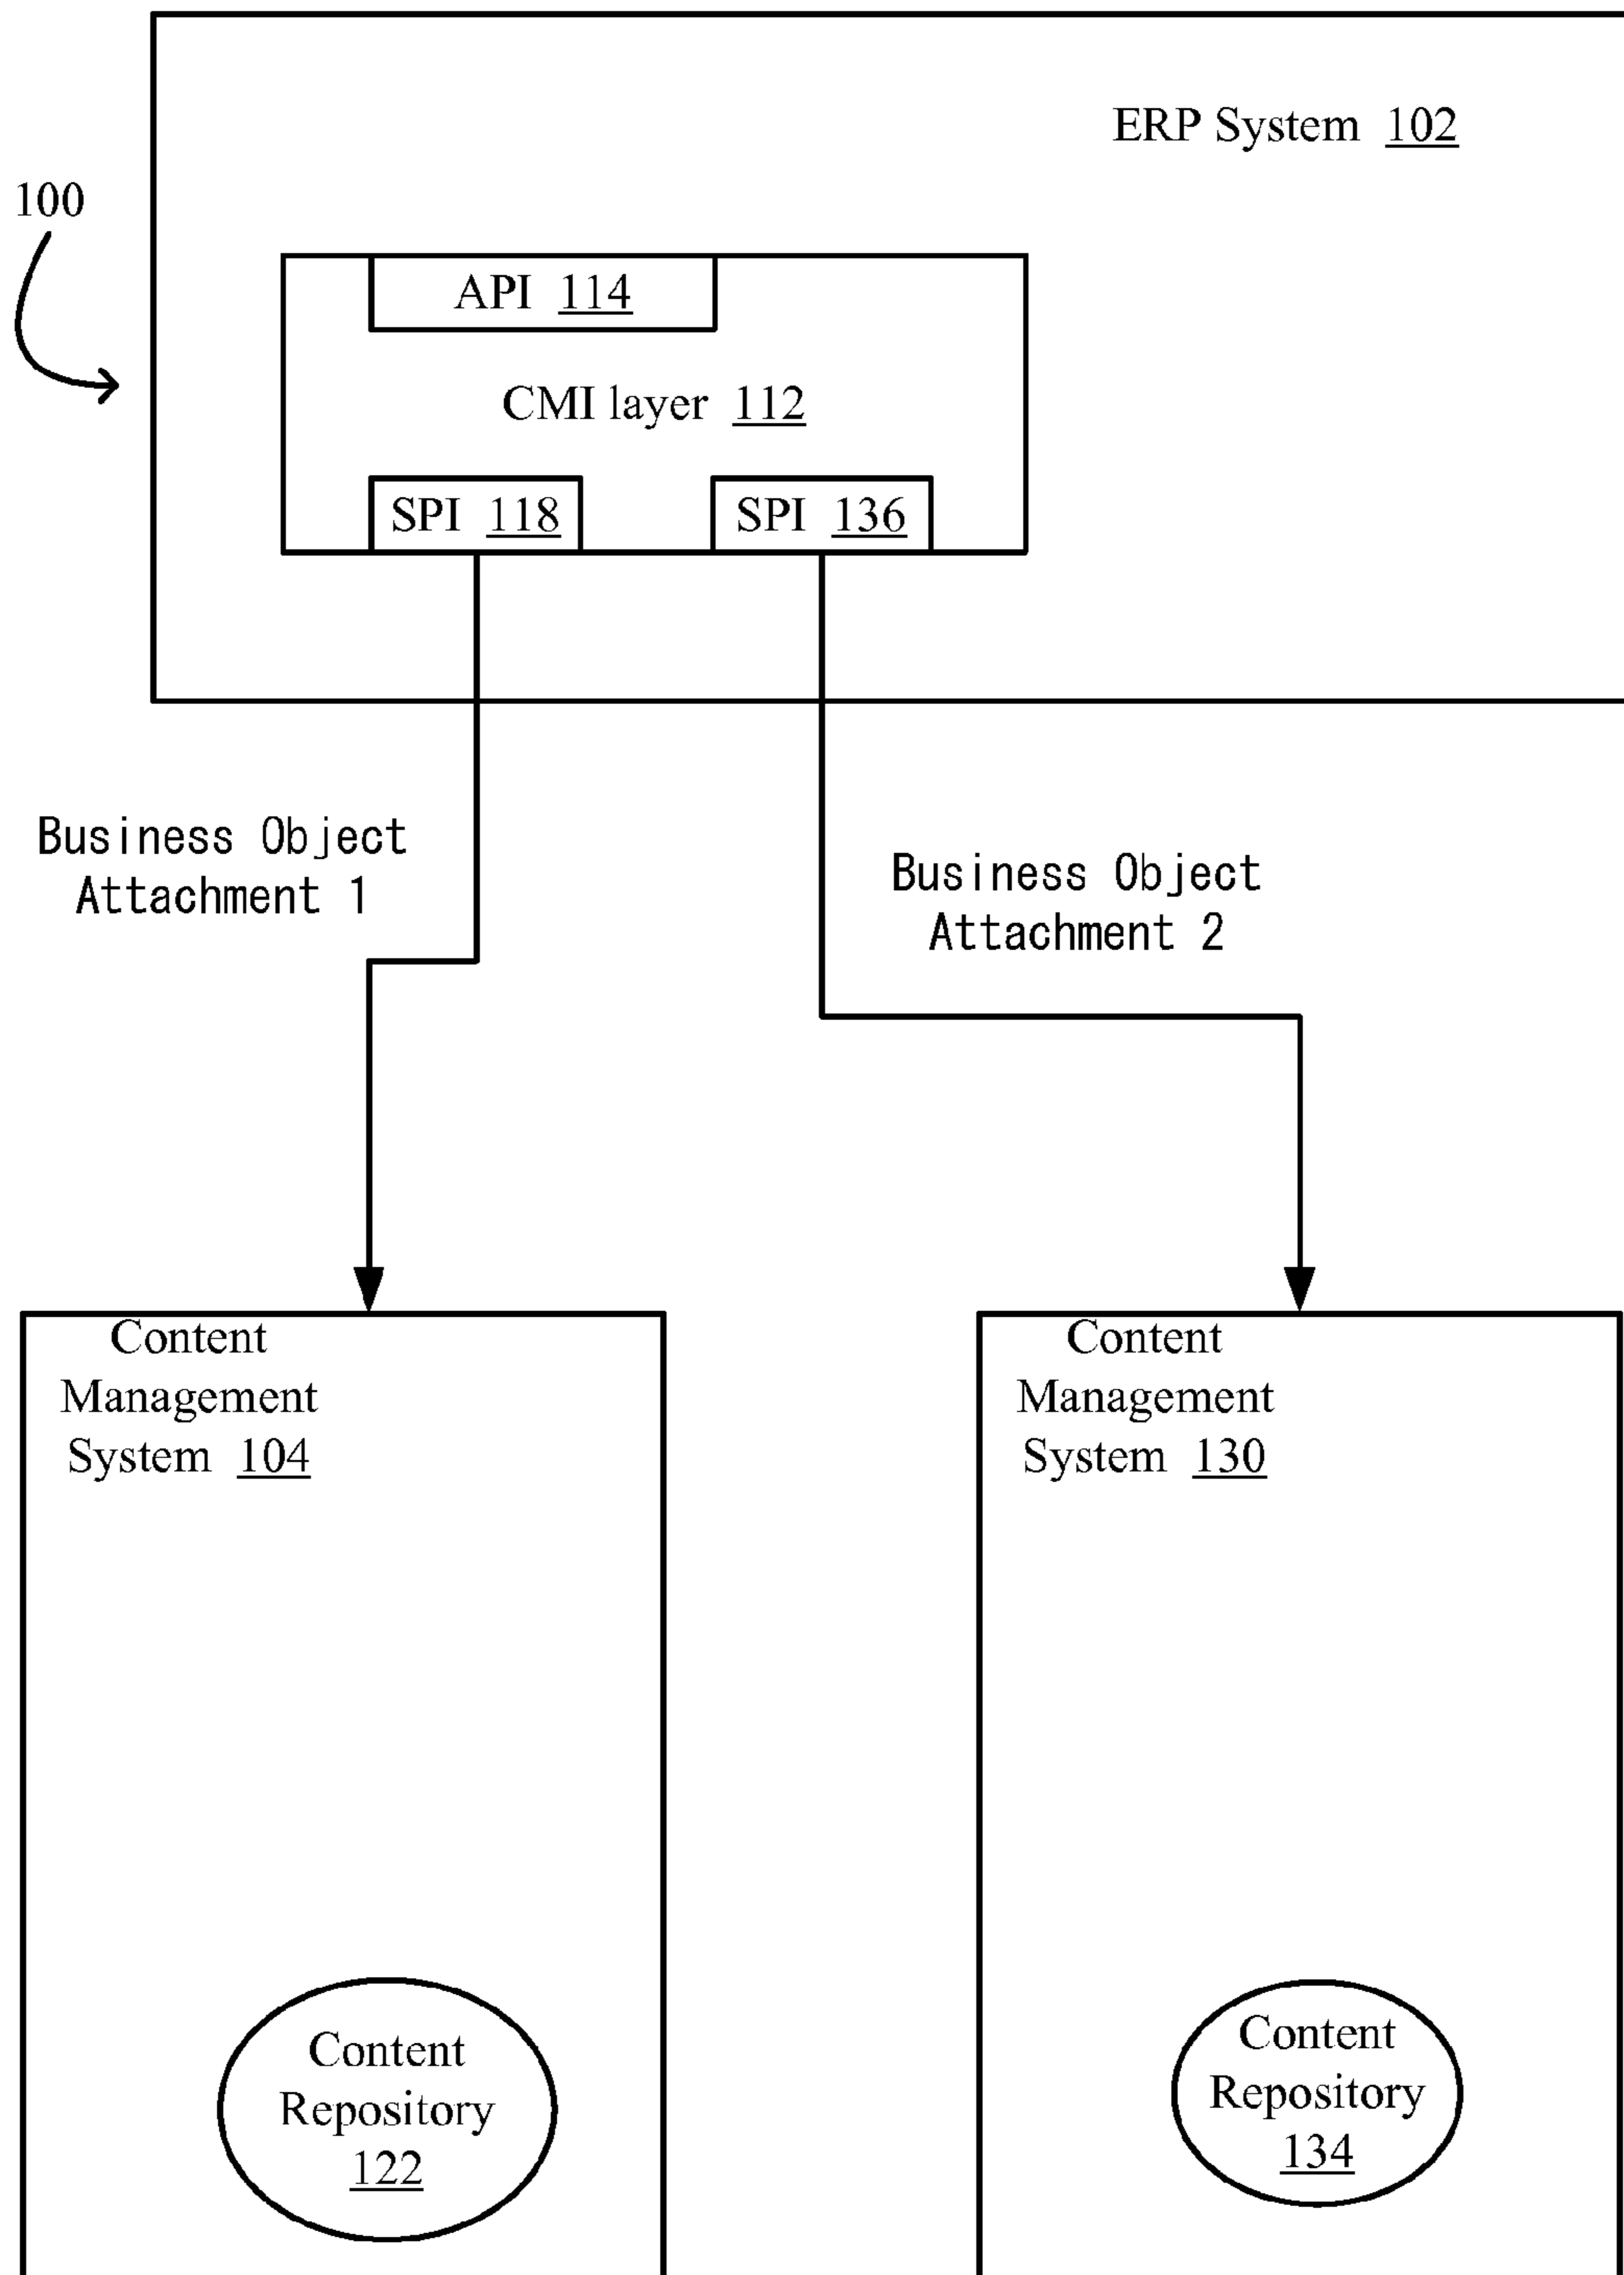 ERP System 102
100
API 114
CMI layer 112
SPI 118
SPI 136
Business Object
Attachment 1
Business Object
Attachment 2
Content
Management
System 104
Content
Management
System 130
Content
Repository
122
Content
Repository
134